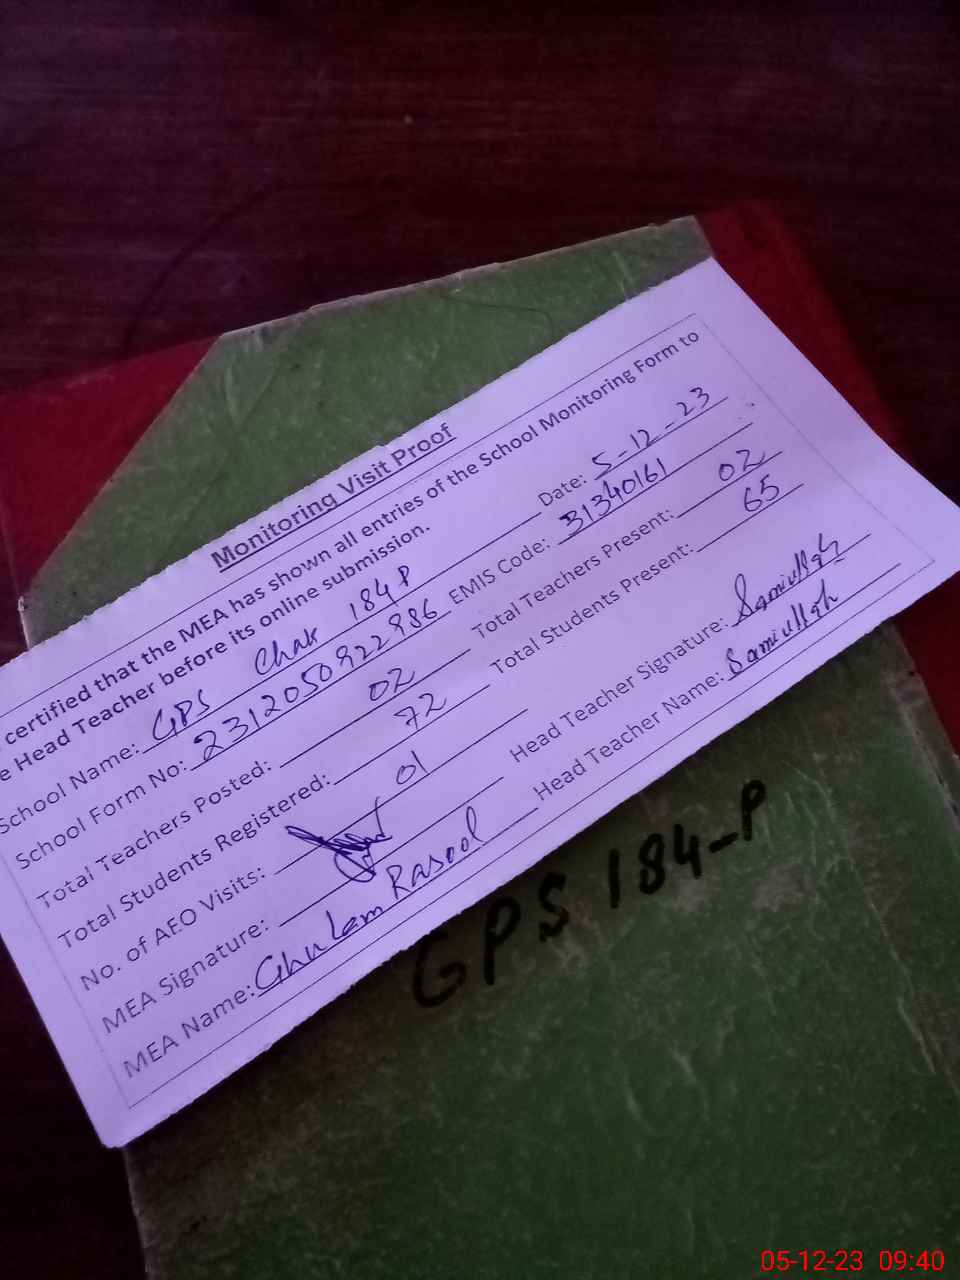 Monitoring Visit Proof
certified that the MEA has shown all entries of the School Monitoring Form to
e Head Teacher before its online submission.
School Name: GPS Chak 184P Date: 5-12-23
School Form No: 2312050922986 EMIS Code: 31340161
Total Teachers Posted: 02 Total Teachers Present: 02
Total Students Registered: 72 Total Students Present: 65
No. of AEO Visits: 01
MEA Signature: Head Teacher Signature: Samiullah
MEA Name: Ghulam Rasool Head Teacher Name: Samiullah
GPS 184-P
05-12-23 09:40